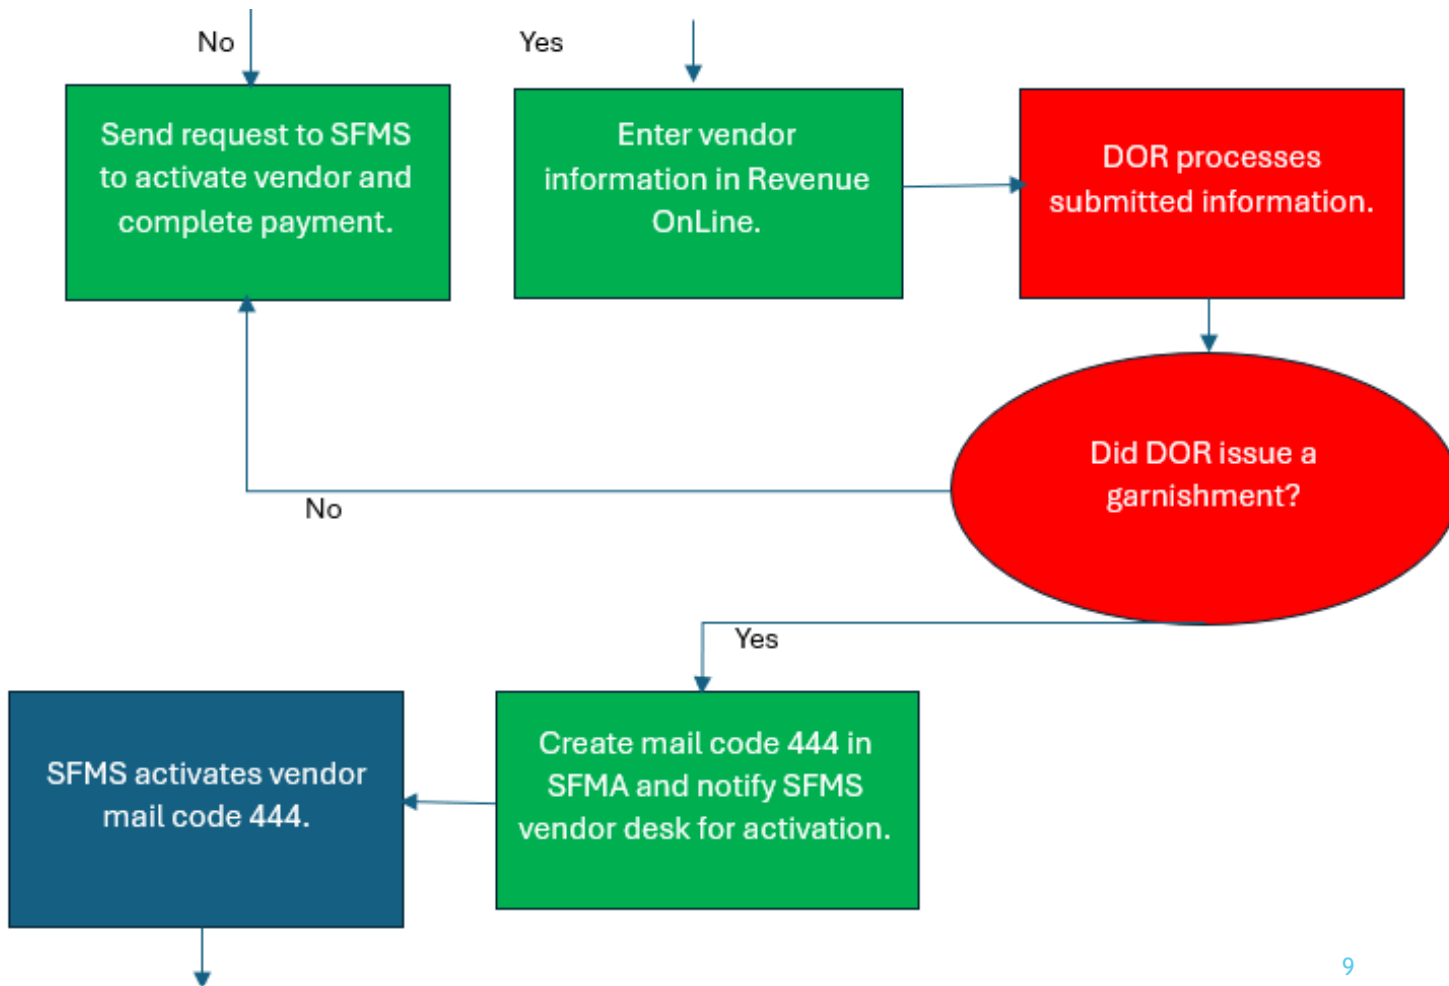 No
Yes
Send request to SFMS
to activate vendor and
complete payment.
Enter vendor
information in Revenue
OnLine.
DOR processes
submitted information.
Did DOR issue a
garnishment?
No
Yes
SFMS activates vendor
mail code 444.
Create mail code 444 in
SFMA and notify SFMS
vendor desk for activation.
9